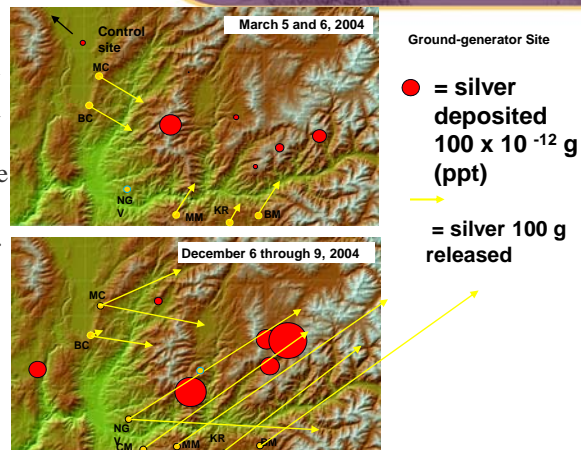 March 5 and 6, 2004
Control
site
MC
BC
NG
V
MM
KR
BM
December 6 through 9, 2004
MC
BC
NG
V
CM
MM
KR
BM
Ground-generator Site
= silver
deposited
100 x 10 -12 g
(ppt)
= silver 100 g
released
e